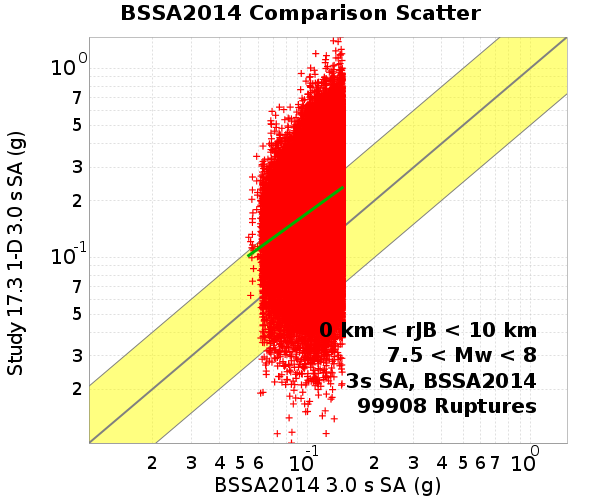 BSSA2014 Comparison Scatter
Study 17.3 1-D 3.0 s SA (g)
10^0
7
5
3
2
10^-1
7
5
3
2
0 km < rJB < 10 km
7.5 < Mw < 8
3s SA, BSSA2014
99908 Ruptures
2 3 4 5 6 10^-1 2 3 4 5 6 7 10^0
BSSA2014 3.0 s SA (g)